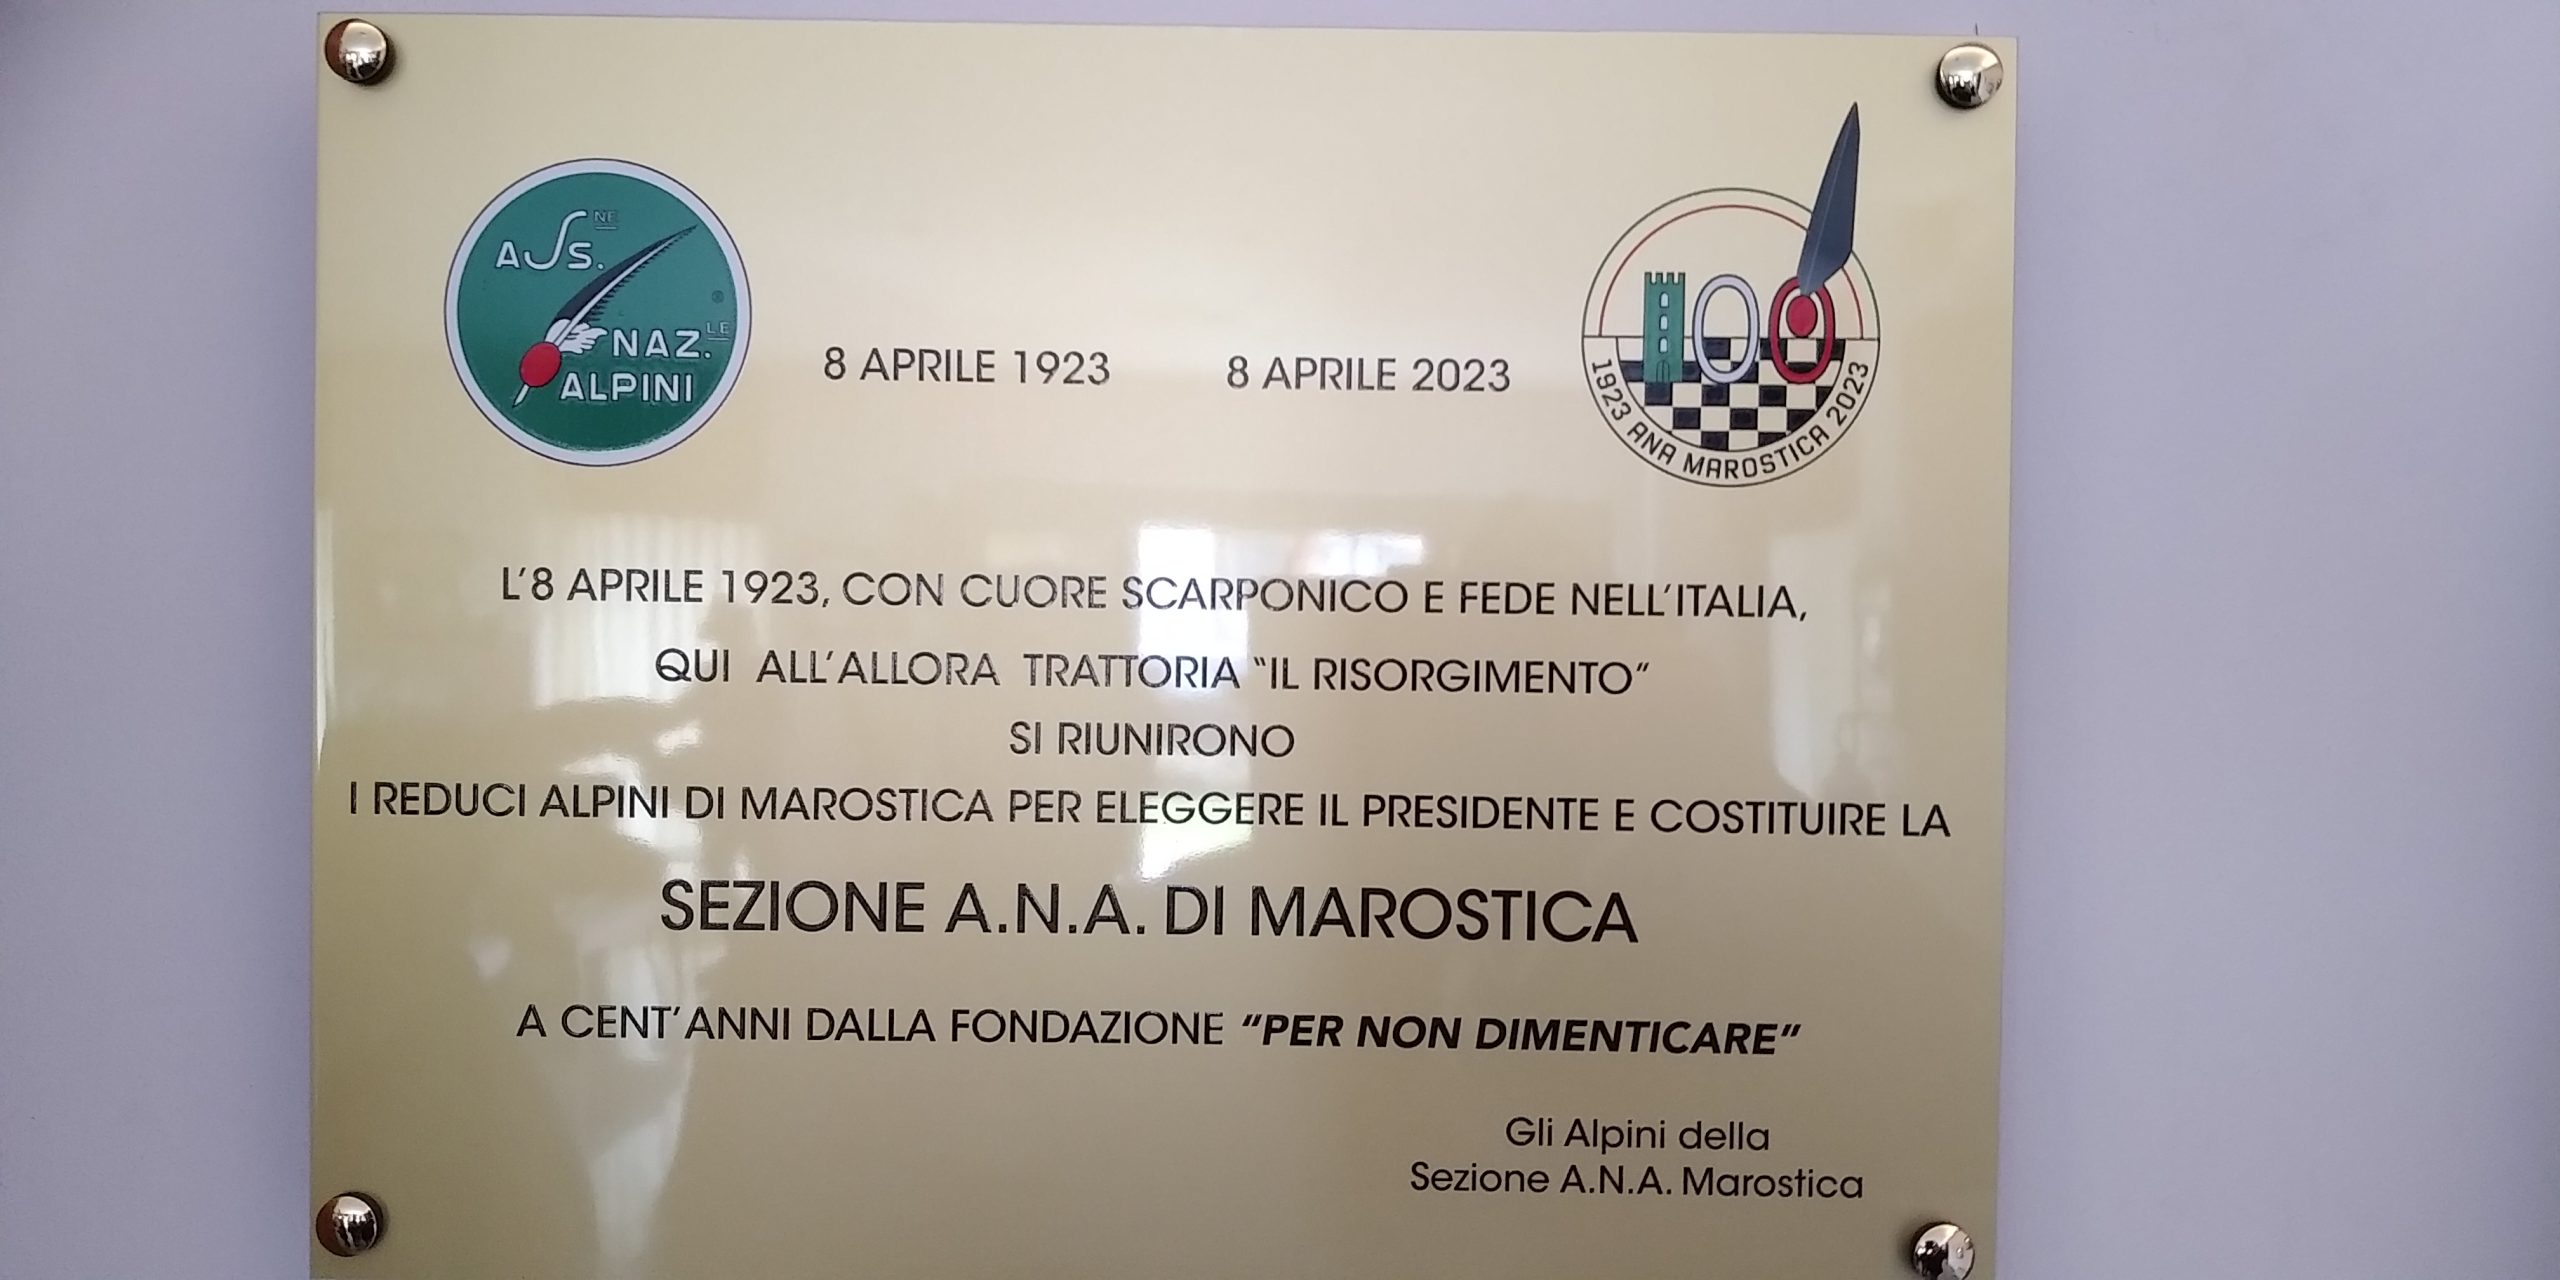 ASS.NE
NAZ.LE
ALPINI
8 APRILE 1923 8 APRILE 2023
100
1923 ANA MAROSTICA 2023
L'8 APRILE 1923, CON CUORE SCARPONICO E FEDE NELL'ITALIA,
QUI ALL'ALLORA TRATTORIA "IL RISORGIMENTO"
SI RIUNIRONO
I REDUCI ALPINI DI MAROSTICA PER ELEGGERE IL PRESIDENTE E COSTITUIRE LA
SEZIONE A.N.A. DI MAROSTICA
A CENT'ANNI DALLA FONDAZIONE "PER NON DIMENTICARE"
Gli Alpini della
Sezione A.N.A. Marostica